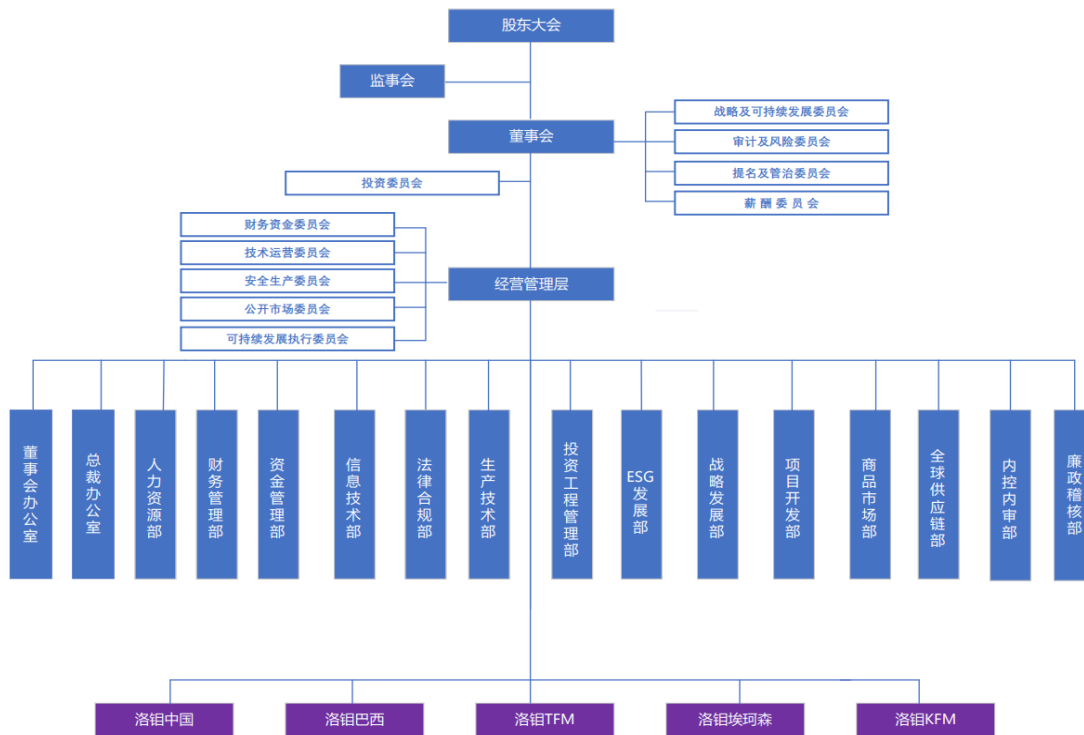 股东大会
监事会
董事会
战略及可持续发展委员会
审计及风险委员会
提名及管治委员会
薪 酬 委 员 会
投资委员会
财务资金委员会
技术运营委员会
安全生产委员会
公开市场委员会
可持续发展执行委员会
经营管理层
董事会办公室
总裁办公室
人力资源部
财务管理部
资金管理部
信息技术部
法律合规部
生产技术部
投资工程管理部
ESG
发展部
战略发展部
项目开发部
商品市场部
全球供应链部
内控内审部
廉政稽核部
洛钼中国
洛钼巴西
洛钼TFM
洛钼埃珂森
洛钼KFM